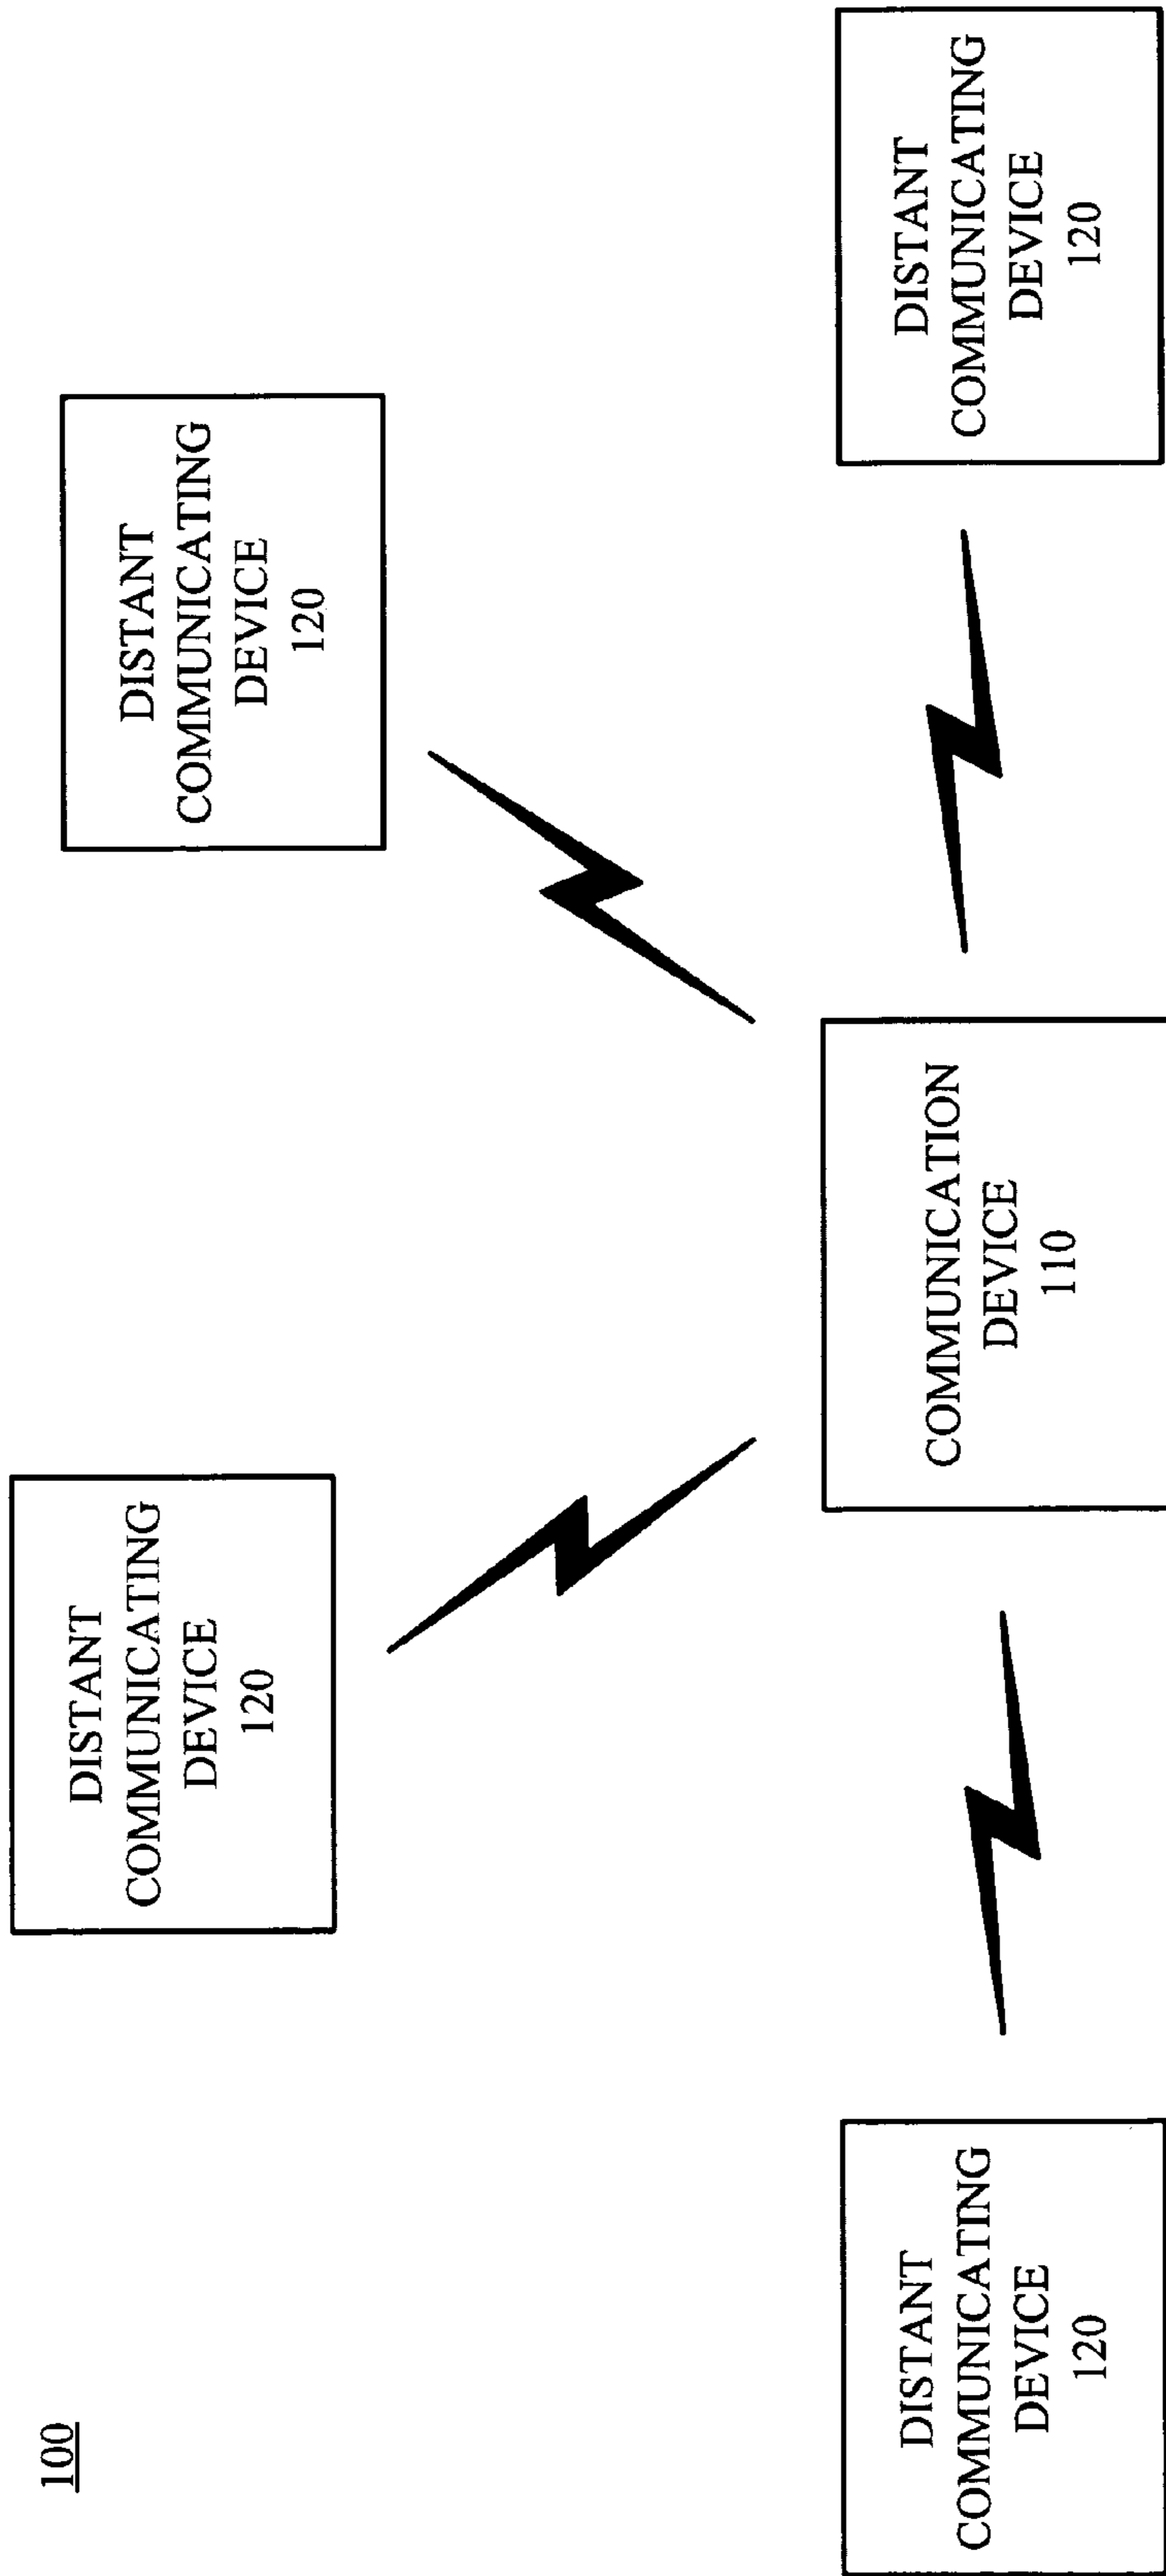 100
DISTANT
COMMUNICATING
DEVICE
120
DISTANT
COMMUNICATING
DEVICE
120
DISTANT
COMMUNICATING
DEVICE
120
COMMUNICATION
DEVICE
110
DISTANT
COMMUNICATING
DEVICE
120